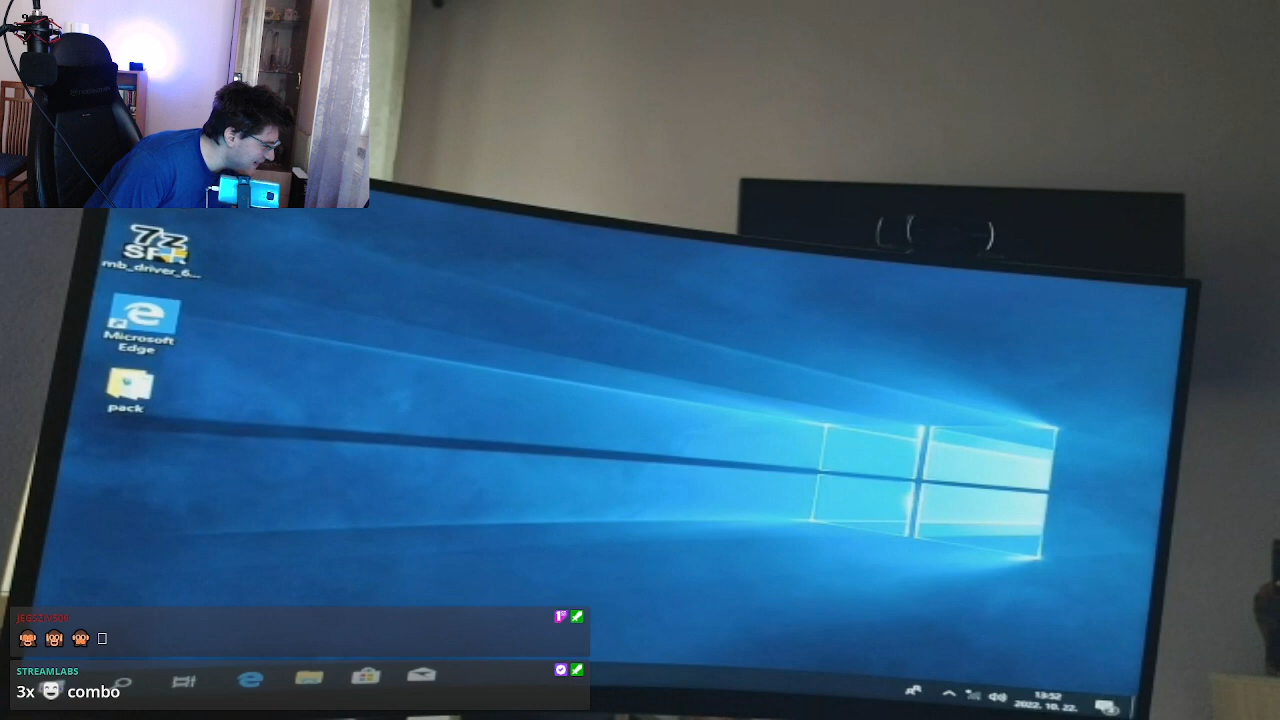 7z
SFX
mb_driver_6...
Microsoft
Edge
pack
STREAMLABS
3x combo
13:52
2022. 10. 22.